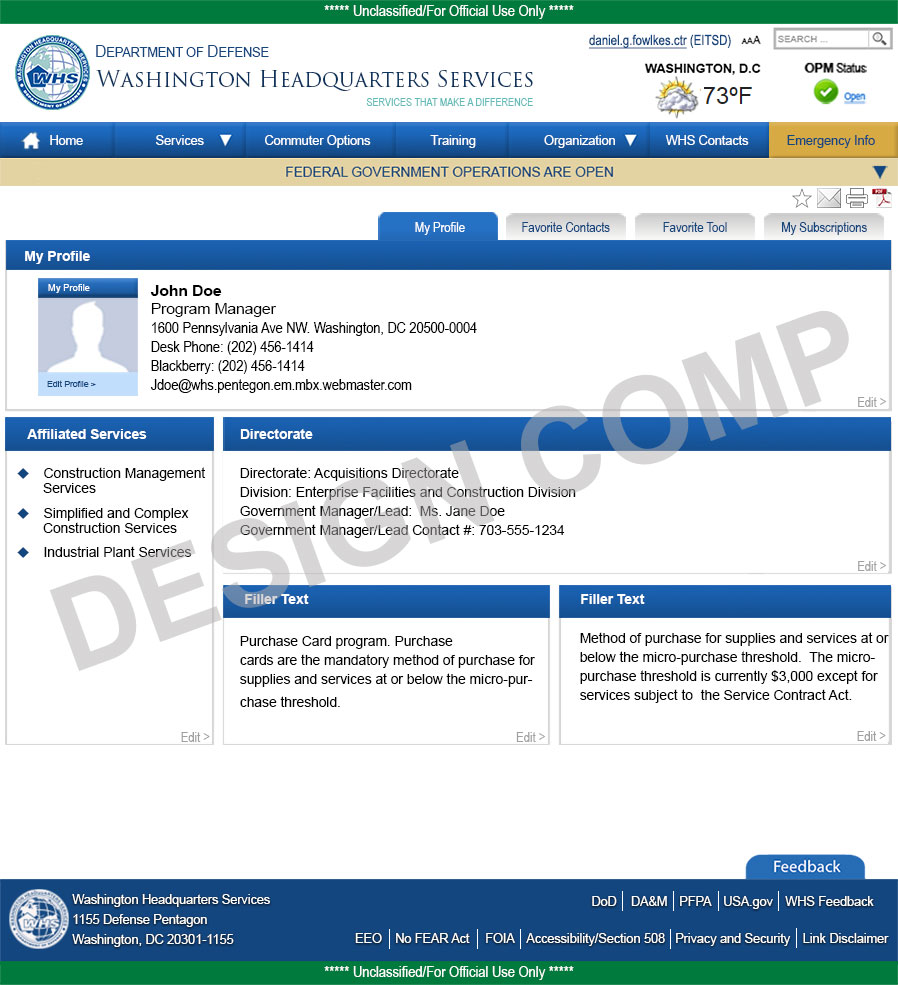 ***** Unclassified/For Official Use Only *****
DEPARTMENT OF DEFENSE
WASHINGTON HEADQUARTERS SERVICES
SERVICES THAT MAKE A DIFFERENCE
WHS
daniel.g.fowlkes.ctr (EITSD) AAA
SEARCH ...
WASHINGTON, D.C
73ºF
OPM Status
Open
Home Services Commuter Options Training Organization WHS Contacts Emergency Info
FEDERAL GOVERNMENT OPERATIONS ARE OPEN
PDF
My Profile Favorite Contacts Favorite Tool My Subscriptions
My Profile
My Profile
Edit Profile >
John Doe
Program Manager
1600 Pennsylvania Ave NW. Washington, DC 20500-0004
Desk Phone: (202) 456-1414
Blackberry: (202) 456-1414
Jdoe@whs.pentegon.em.mbx.webmaster.com
Edit >
DESIGN COMP
Affiliated Services
Construction Management
Services
Simplified and Complex
Construction Services
Industrial Plant Services
Edit >
Directorate
Directorate: Acquisitions Directorate
Division: Enterprise Facilities and Construction Division
Government Manager/Lead: Ms. Jane Doe
Government Manager/Lead Contact #: 703-555-1234
Edit >
Filler Text
Purchase Card program. Purchase
cards are the mandatory method of purchase for
supplies and services at or below the micro-pur-
chase threshold.
Edit >
Filler Text
Method of purchase for supplies and services at or
below the micro-purchase threshold. The micro-
purchase threshold is currently $3,000 except for
services subject to the Service Contract Act.
Edit >
Feedback
WHS
Washington Headquarters Services
1155 Defense Pentagon
Washington, DC 20301-1155
DoD DA&M PFPA USA.gov WHS Feedback
EEO No FEAR Act FOIA Accessibility/Section 508 Privacy and Security Link Disclaimer
***** Unclassified/For Official Use Only *****